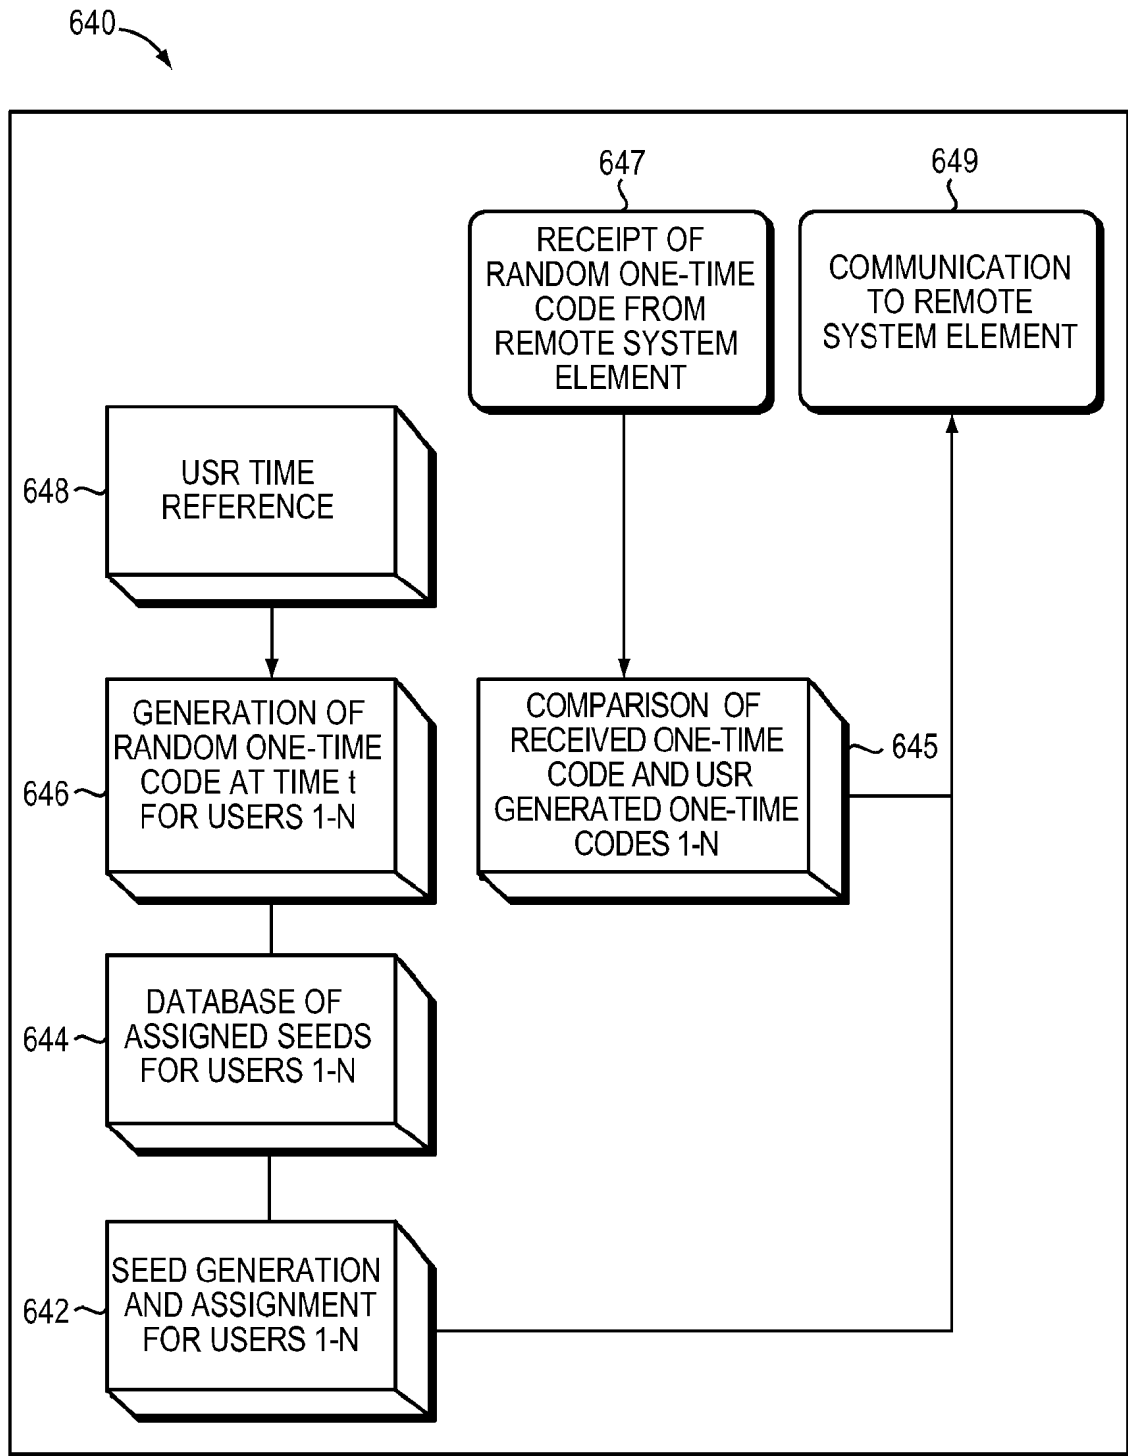 640
647
649
RECEIPT OF
RANDOM ONE-TIME
CODE FROM
REMOTE SYSTEM
ELEMENT
COMMUNICATION
TO REMOTE
SYSTEM ELEMENT
648
USR TIME
REFERENCE
646
GENERATION OF
RANDOM ONE-TIME
CODE AT TIME t
FOR USERS 1-N
COMPARISON OF
RECEIVED ONE-TIME
CODE AND USR
GENERATED ONE-TIME
CODES 1-N
645
644
DATABASE OF
ASSIGNED SEEDS
FOR USERS 1-N
642
SEED GENERATION
AND ASSIGNMENT
FOR USERS 1-N